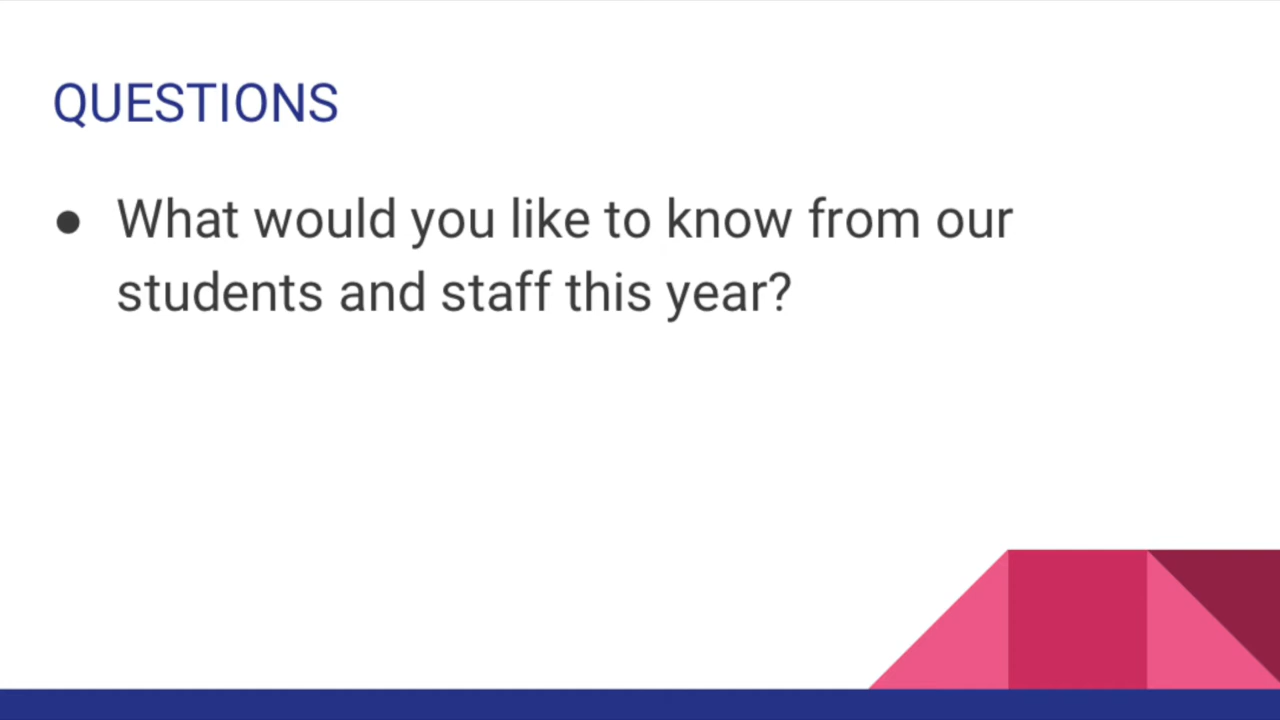 QUESTIONS
● What would you like to know from our
students and staff this year?